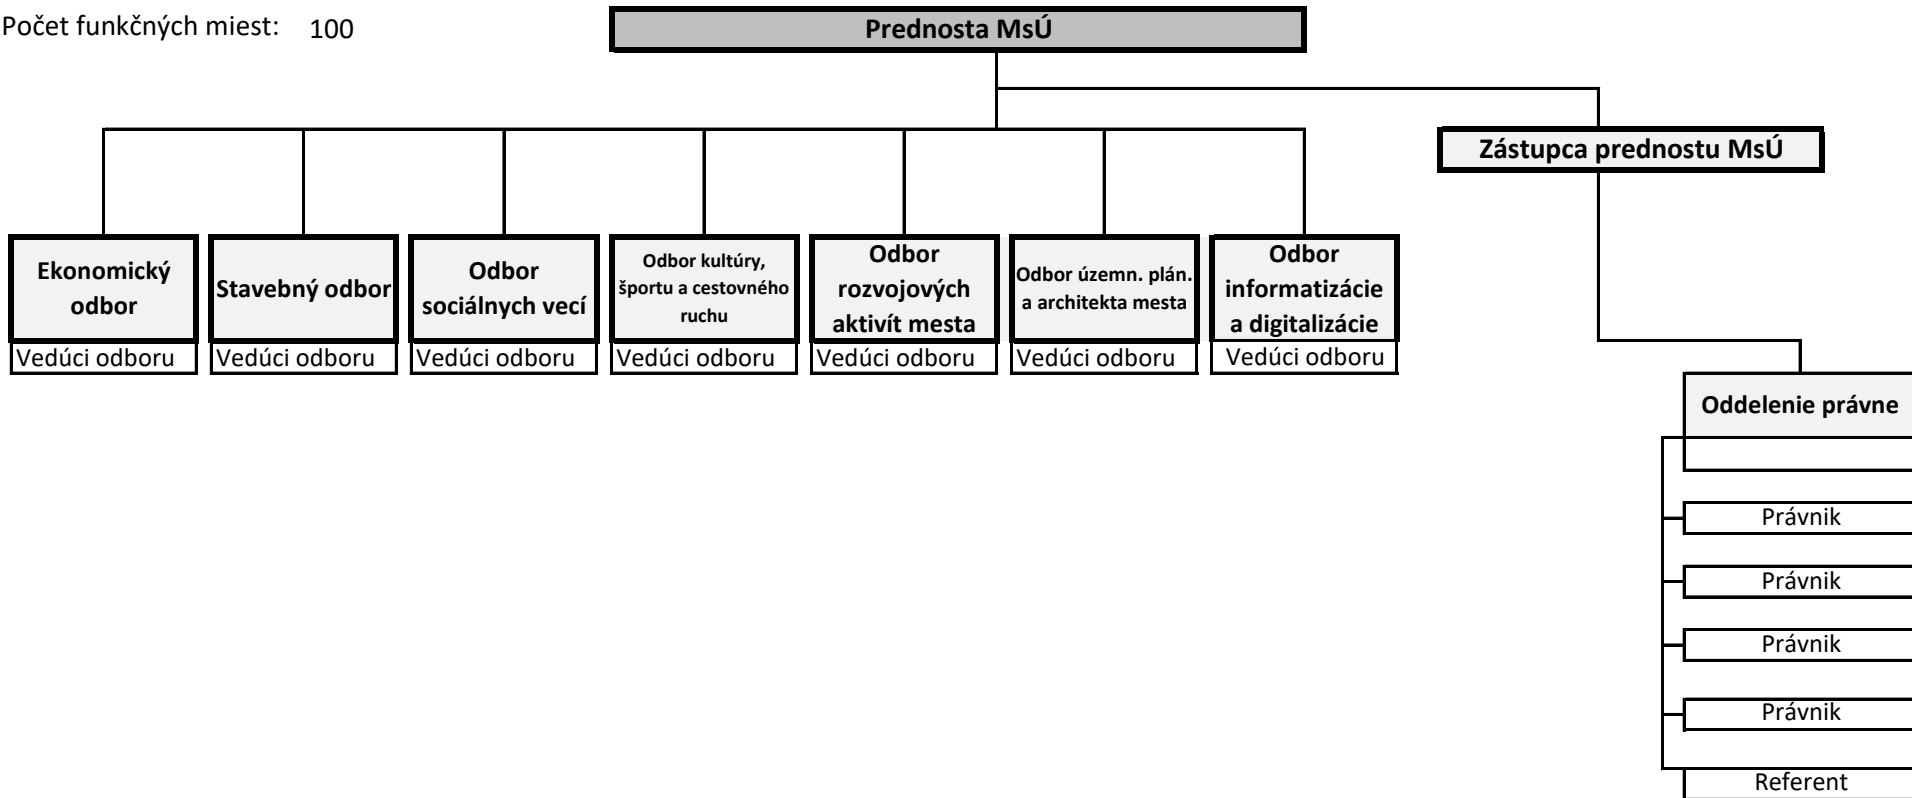 Počet funkčných miest: 100
Prednosta MsÚ
Zástupca prednostu MsÚ
Ekonomický
odbor
Vedúci odboru
Stavebný odbor
Vedúci odboru
Odbor
sociálnych vecí
Vedúci odboru
Odbor kultúry,
športu a cestovného
ruchu
Vedúci odboru
Odbor
rozvojových
aktivít mesta
Vedúci odboru
Odbor územn. plán.
a architekta mesta
Vedúci odboru
Odbor
informatizácie
a digitalizácie
Vedúci odboru
Oddelenie právne
Právnik
Právnik
Právnik
Právnik
Referent